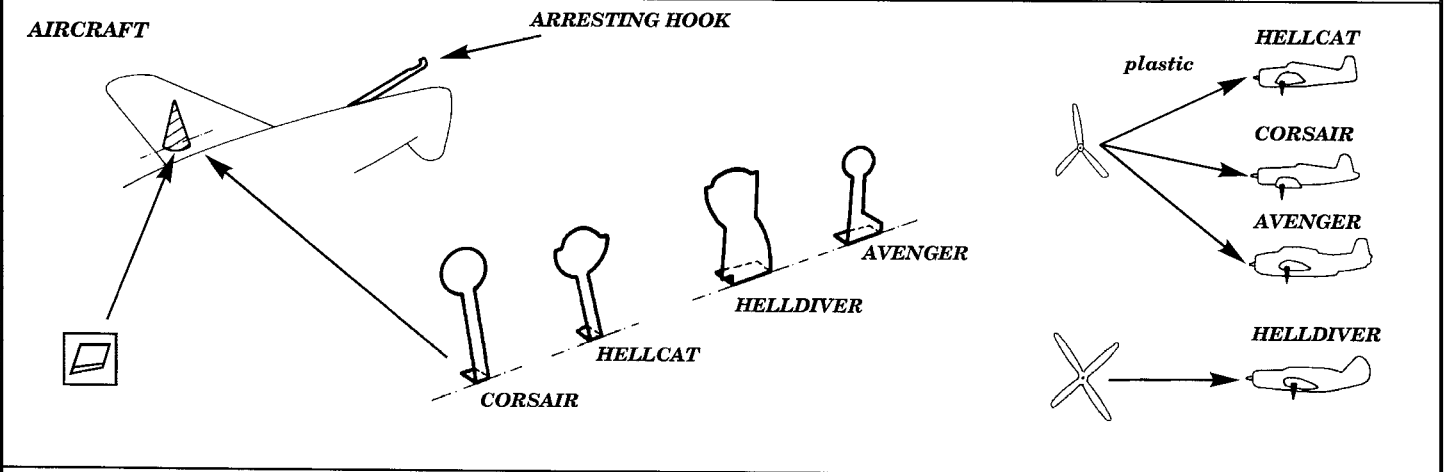 AIRCRAFT
ARRESTING HOOK
CORSAIR
HELLCAT
HELLDIVER
AVENGER
plastic
HELLCAT
CORSAIR
AVENGER
HELLDIVER